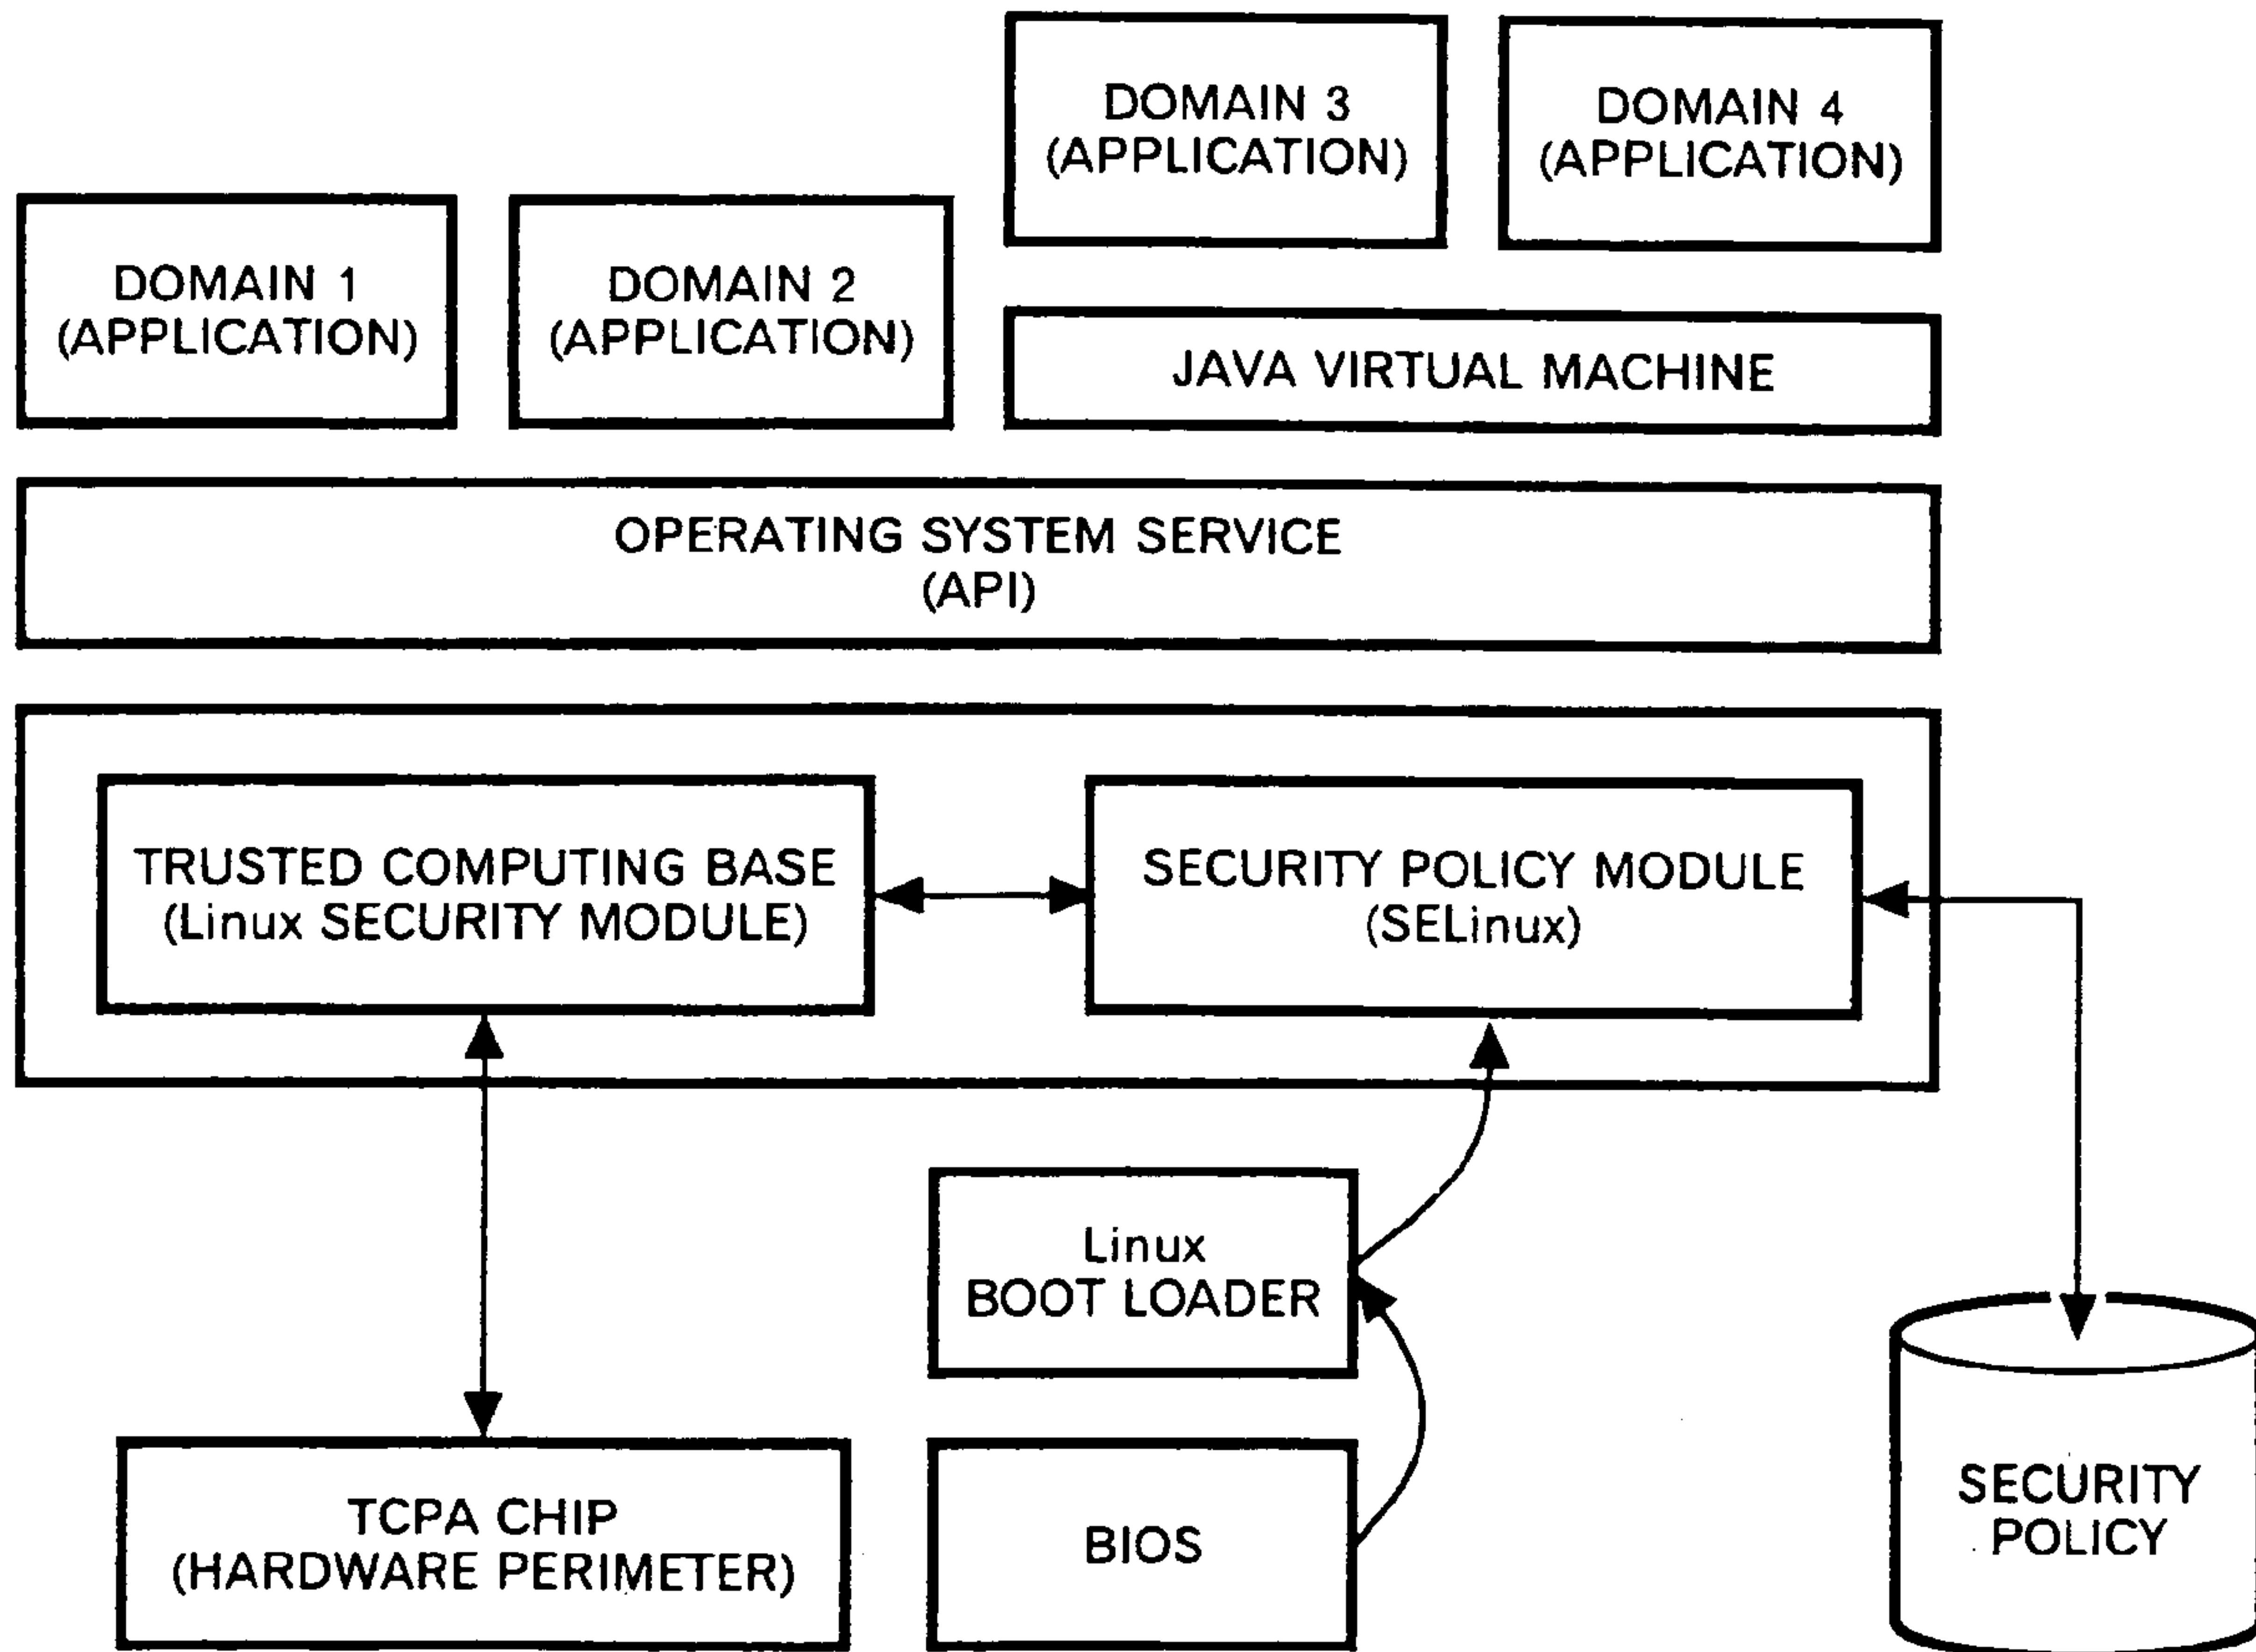 DOMAIN 3
(APPLICATION)
DOMAIN 4
(APPLICATION)
DOMAIN 1
(APPLICATION)
DOMAIN 2
(APPLICATION)
JAVA VIRTUAL MACHINE
OPERATING SYSTEM SERVICE
(API)
TRUSTED COMPUTING BASE
(Linux SECURITY MODULE)
SECURITY POLICY MODULE
(SELinux)
Linux
BOOT LOADER
TCPA CHIP
(HARDWARE PERIMETER)
BIOS
SECURITY
POLICY